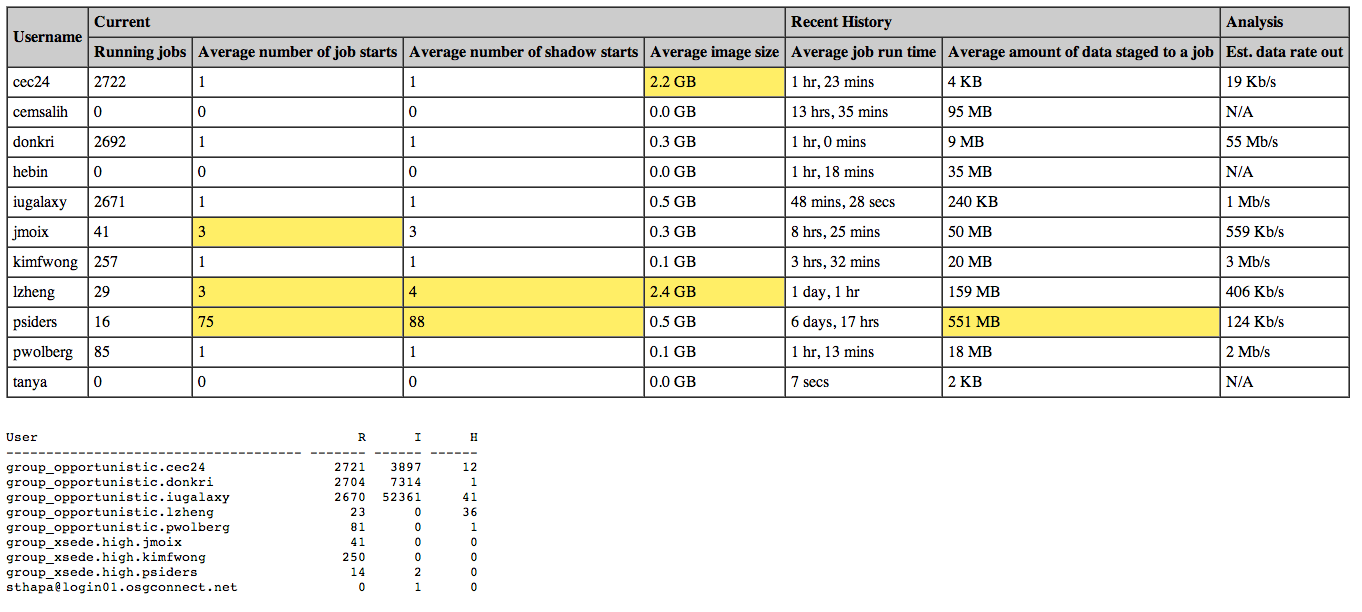 Username Current Recent History Analysis
Running jobs Average number of job starts Average number of shadow starts Average image size Average job run time Average amount of data staged to a job Est. data rate out
cec24 2722 1 1 2.2 GB 1 hr, 23 mins 4 KB 19 Kb/s
cemsalih 0 0 0 0.0 GB 13 hrs, 35 mins 95 MB N/A
donkri 2692 1 1 0.3 GB 1 hr, 0 mins 9 MB 55 Mb/s
hebin 0 0 0 0.0 GB 1 hr, 18 mins 35 MB N/A
iugalaxy 2671 1 1 0.5 GB 48 mins, 28 secs 240 KB 1 Mb/s
jmoix 41 3 3 0.3 GB 8 hrs, 25 mins 50 MB 559 Kb/s
kimfwong 257 1 1 0.1 GB 3 hrs, 32 mins 20 MB 3 Mb/s
lzheng 29 3 4 2.4 GB 1 day, 1 hr 159 MB 406 Kb/s
psiders 16 75 88 0.5 GB 6 days, 17 hrs 551 MB 124 Kb/s
pwolberg 85 1 1 0.1 GB 1 hr, 13 mins 18 MB 2 Mb/s
tanya 0 0 0 0.0 GB 7 secs 2 KB N/A
User R I H
------------------------------------- ------- ------ ------
group_opportunistic.cec24 2721 3897 12
group_opportunistic.donkri 2704 7314 1
group_opportunistic.iugalaxy 2670 52361 41
group_opportunistic.lzheng 23 0 36
group_opportunistic.pwolberg 81 0 1
group_xsede.high.jmoix 41 0 0
group_xsede.high.kimfwong 250 0 0
group_xsede.high.psiders 14 2 0
sthapa@login01.osgconnect.net 0 1 0